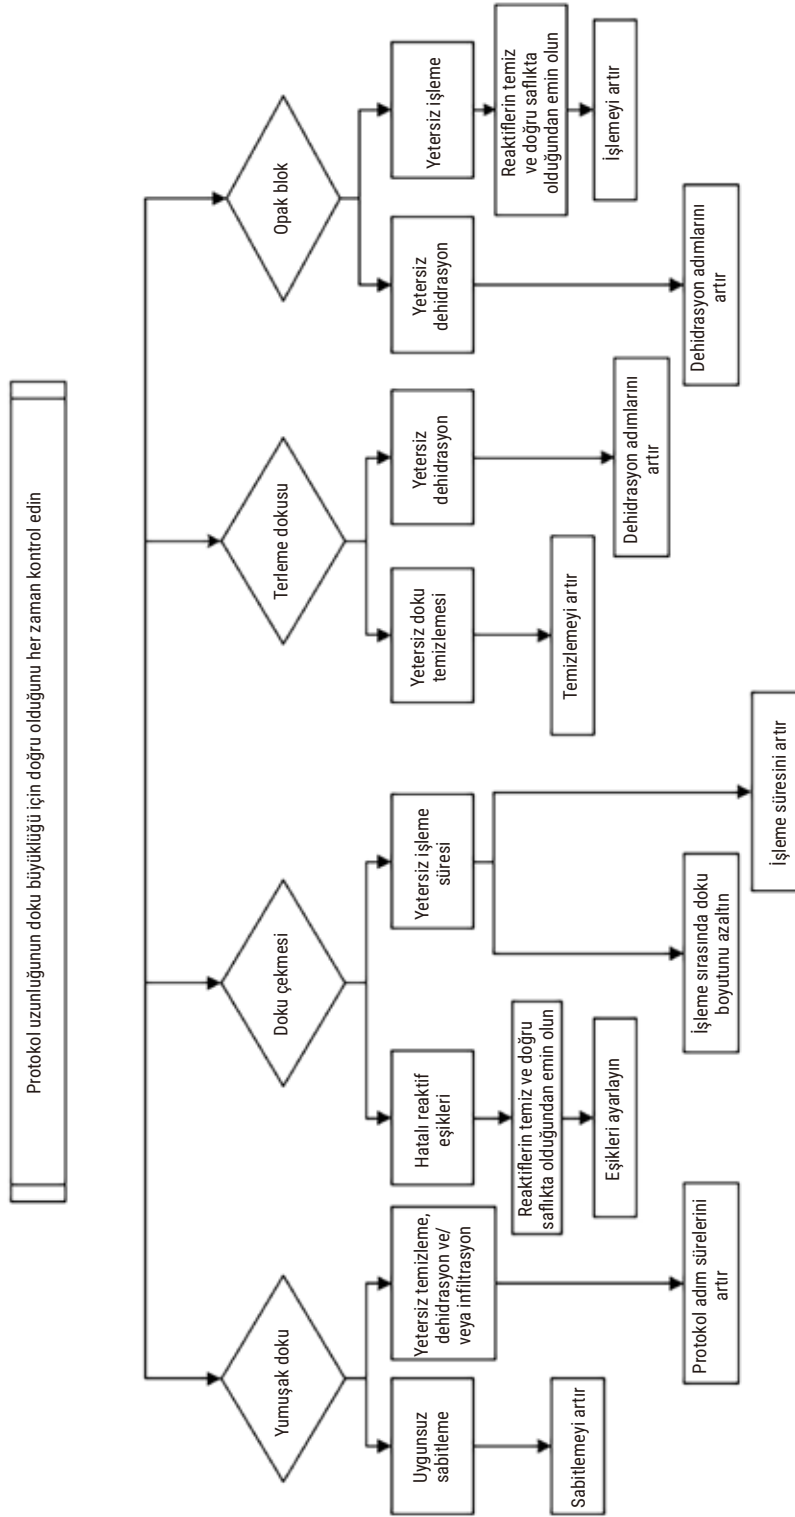 Protokol uzunluğunun doku büyüklüğü için doğru olduğunu her zaman kontrol edin
Yumuşak doku
Uygunsuz
sabitleme
Sabitlemeyi artır
Yetersiz temizleme,
dehidrasyon ve/
veya infiltrasyon
Protokol adım sürelerini
artır
Doku çekmesi
Hatalı reaktif
eşikleri
Reaktiflerin temiz ve doğru
saflıkta olduğundan emin olun
Eşikleri ayarlayın
Yetersiz işleme
süresi
İşleme sırasında doku
boyutunu azaltın
İşleme süresini artır
Terleme dokusu
Yetersiz doku
temizlemesi
Temizlemeyi artır
Yetersiz
dehidrasyon
Dehidrasyon adımlarını
artır
Opak blok
Yetersiz
dehidrasyon
Dehidrasyon adımlarını
artır
Yetersiz işleme
Reaktiflerin temiz
ve doğru saflıkta
olduğundan emin olun
İşlemeyi artır